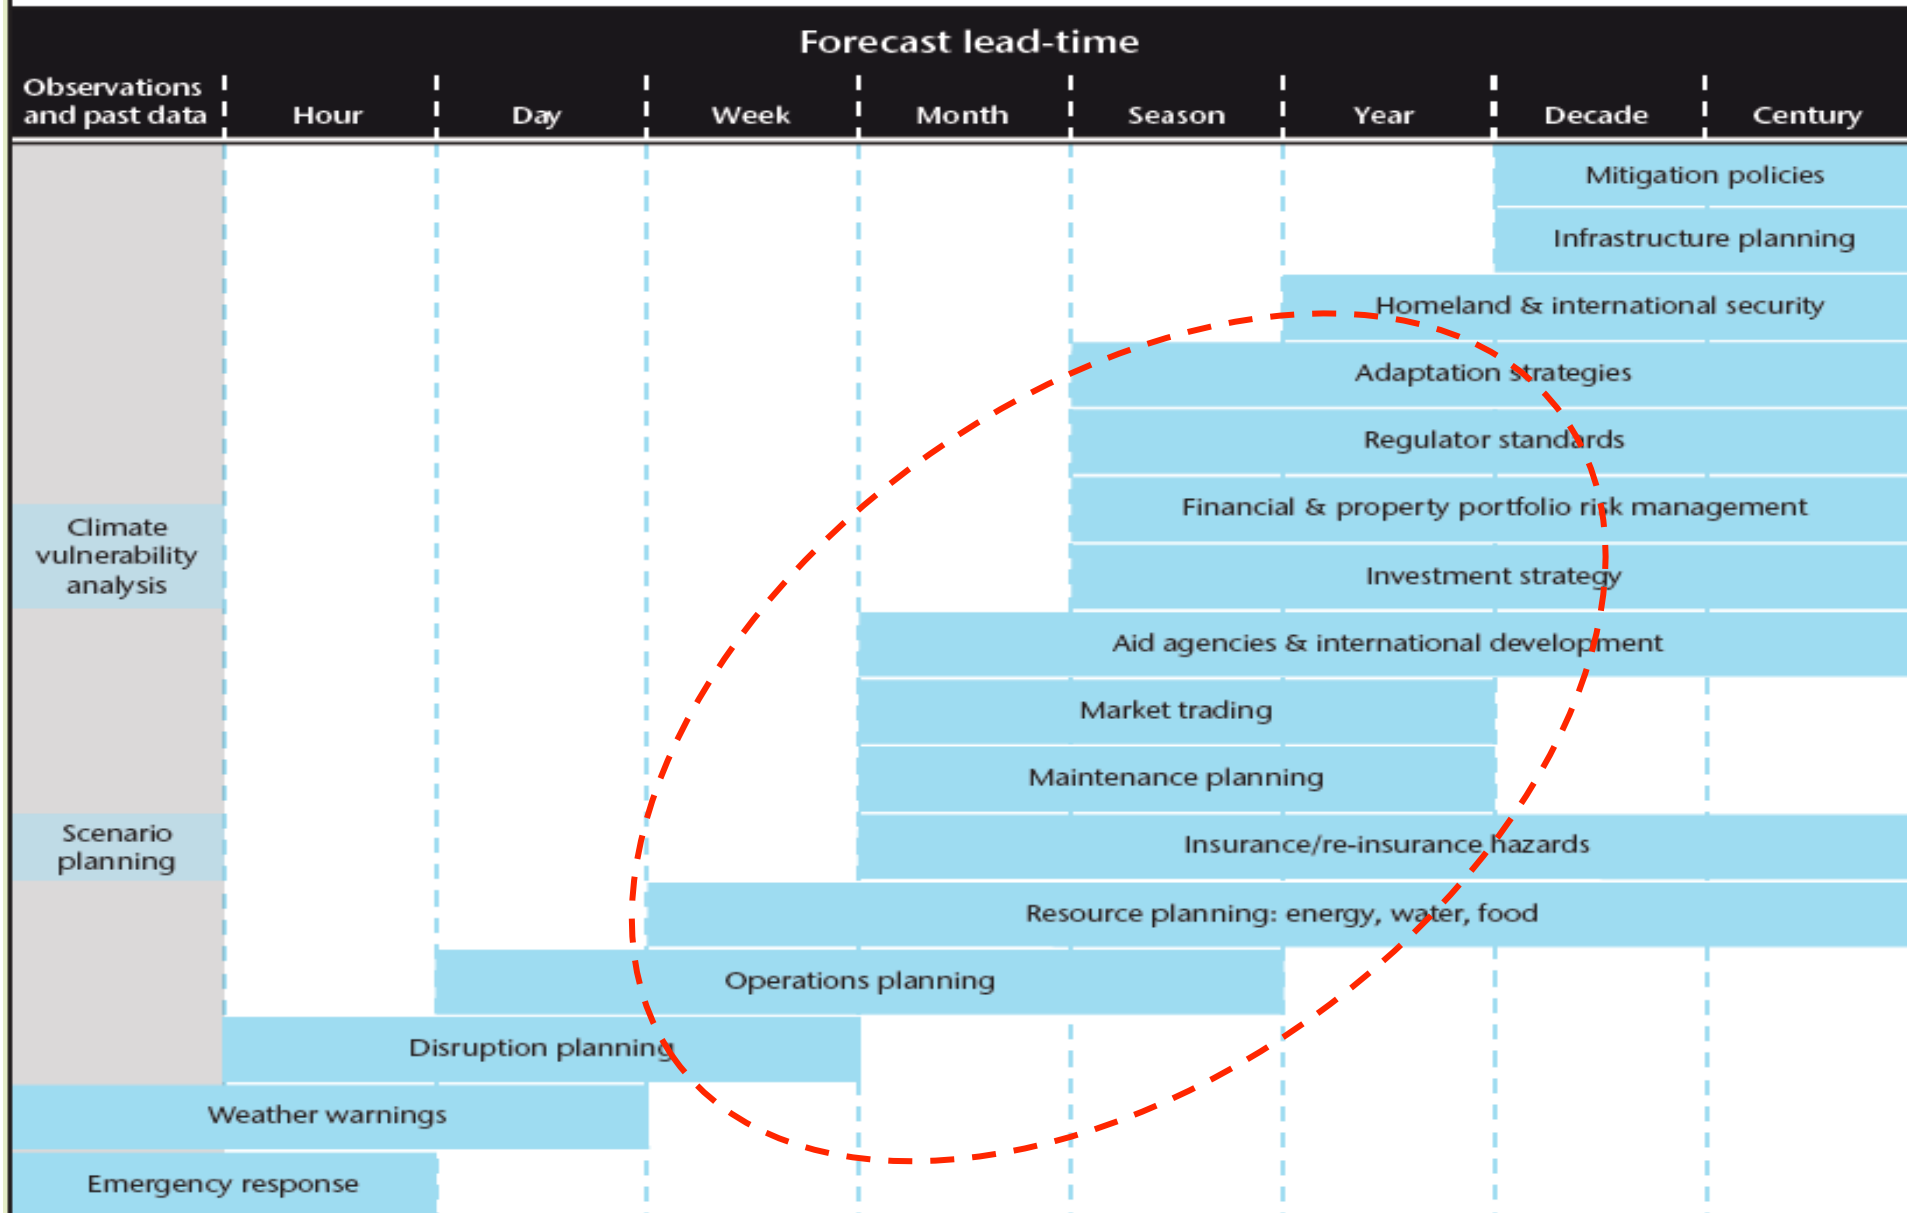 Forecast lead-time
Observations
and past data
Hour
Day
Week
Month
Season
Year
Decade
Century
Mitigation policies
Infrastructure planning
Homeland & international security
Adaptation strategies
Regulator standards
Financial & property portfolio risk management
Climate
vulnerability
analysis
Investment strategy
Aid agencies & international development
Market trading
Maintenance planning
Scenario
planning
Insurance/re-insurance hazards
Resource planning: energy, water, food
Operations planning
Disruption planning
Weather warnings
Emergency response